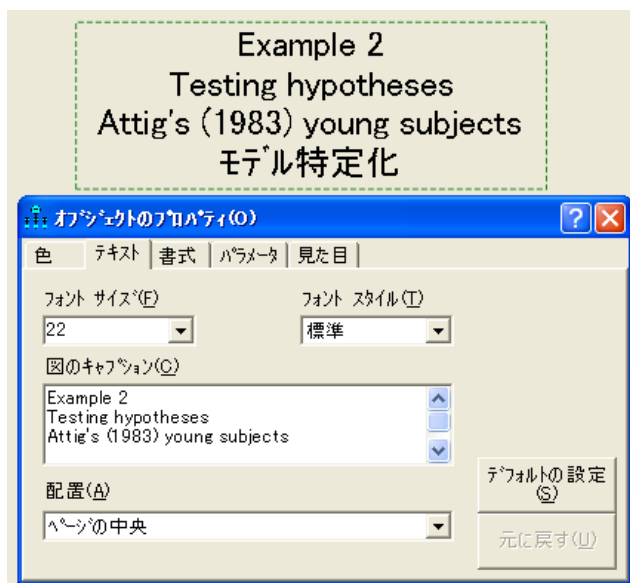 Example 2
Testing hypotheses
Attig's (1983) young subjects
モデル特定化
オブジェクトのプロパティ(O)
色 テキスト 書式 パラメータ 見た目
フォント サイズ(F) フォント スタイル(T)
22 標準
図のキャプション(C)
Example 2
Testing hypotheses
Attig's (1983) young subjects
配置(A)
ページの中央
デフォルトの設定
(S)
元に戻す(U)